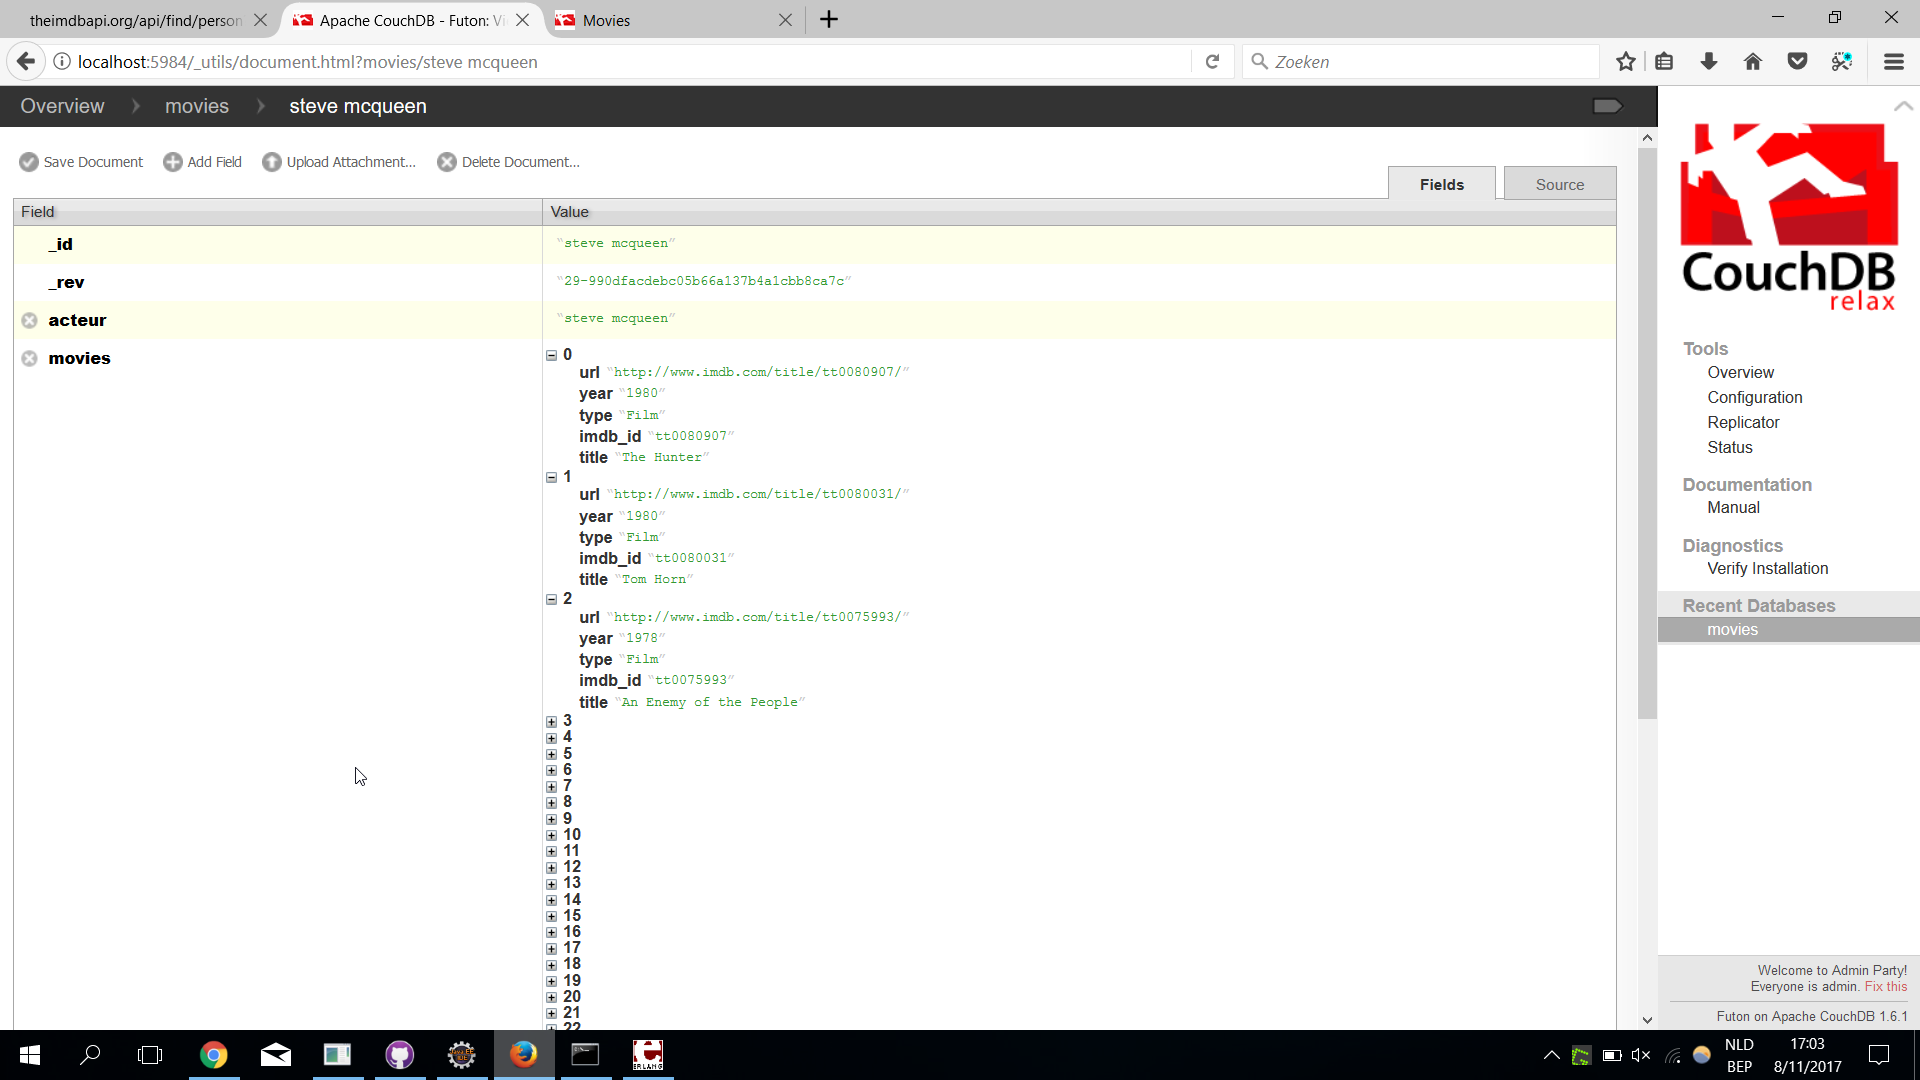 theimdbapi.org/api/find/person
Apache CouchDB - Futon: Vi
Movies
localhost:5984/_utils/document.html?movies/steve mcqueen
Zoeken
Overview
movies
steve mcqueen
Save Document
Add Field
Upload Attachment...
Delete Document...
Fields
Source
Field
Value
_id
"steve mcqueen"
_rev
"29-990dfacdebc05b66a137b4a1cbb8ca7c"
acteur
"steve mcqueen"
movies
0
url "http://www.imdb.com/title/tt0080907/"
year "1980"
type "Film"
imdb_id "tt0080907"
title "The Hunter"
1
url "http://www.imdb.com/title/tt0080031/"
year "1980"
type "Film"
imdb_id "tt0080031"
title "Tom Horn"
2
url "http://www.imdb.com/title/tt0075993/"
year "1978"
type "Film"
imdb_id "tt0075993"
title "An Enemy of the People"
3
4
5
6
7
8
9
10
11
12
13
14
15
16
17
18
19
20
21
22
CouchDB
relax
Tools
Overview
Configuration
Replicator
Status
Documentation
Manual
Diagnostics
Verify Installation
Recent Databases
movies
Welcome to Admin Party!
Everyone is admin. Fix this
Futon on Apache CouchDB 1.6.1
ERLANG
NLD
BEP
17:03
8/11/2017